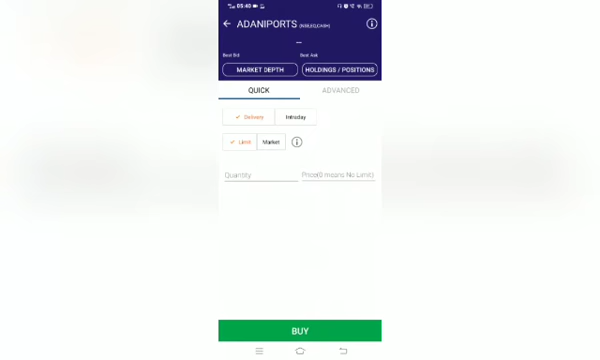 05:40
ADANIPORTS (NSE,EQ,CASH)
--
Best Bid
Best Ask
MARKET DEPTH
HOLDINGS / POSITIONS
QUICK
ADVANCED
Delivery
Intraday
Limit
Market
Quantity
Price(0 means No Limit)
BUY